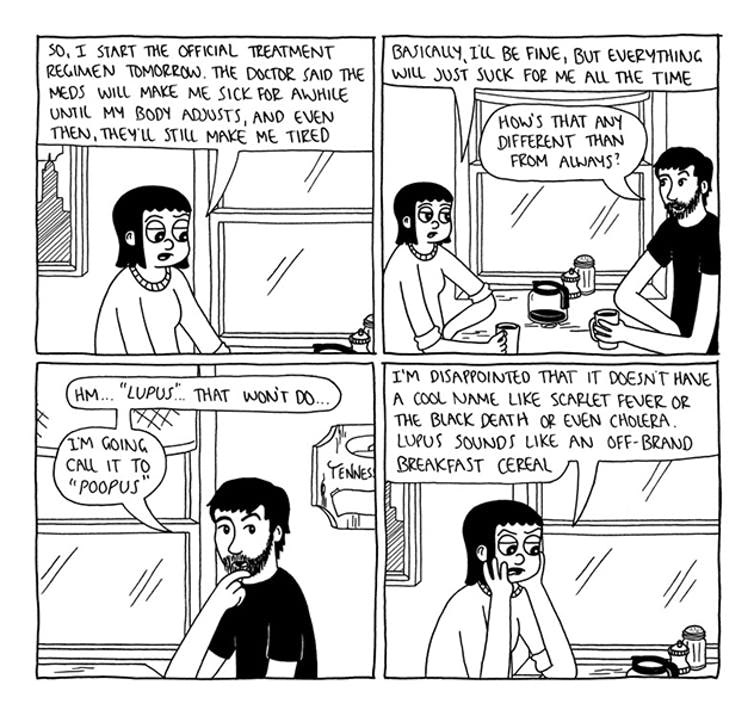 SO, I START THE OFFICIAL TREATMENT
REGIMEN TOMORROW. THE DOCTOR SAID THE
MEDS WILL MAKE ME SICK FOR AWHILE
UNTIL MY BODY ADJUSTS, AND EVEN
THEN, THEY'LL STILL MAKE ME TIRED
BASICALLY, I'LL BE FINE, BUT EVERYTHING
WILL JUST SUCK FOR ME ALL THE TIME
HOW'S THAT ANY
DIFFERENT THAN
FROM ALWAYS?
HM... "LUPUS"... THAT WON'T DO...
I'M GOING
CALL IT TO
"POOPUS"
TENNES
I'M DISAPPOINTED THAT IT DOESN'T HAVE
A COOL NAME LIKE SCARLET FEVER OR
THE BLACK DEATH OR EVEN CHOLERA.
LUPUS SOUNDS LIKE AN OFF-BRAND
BREAKFAST CEREAL